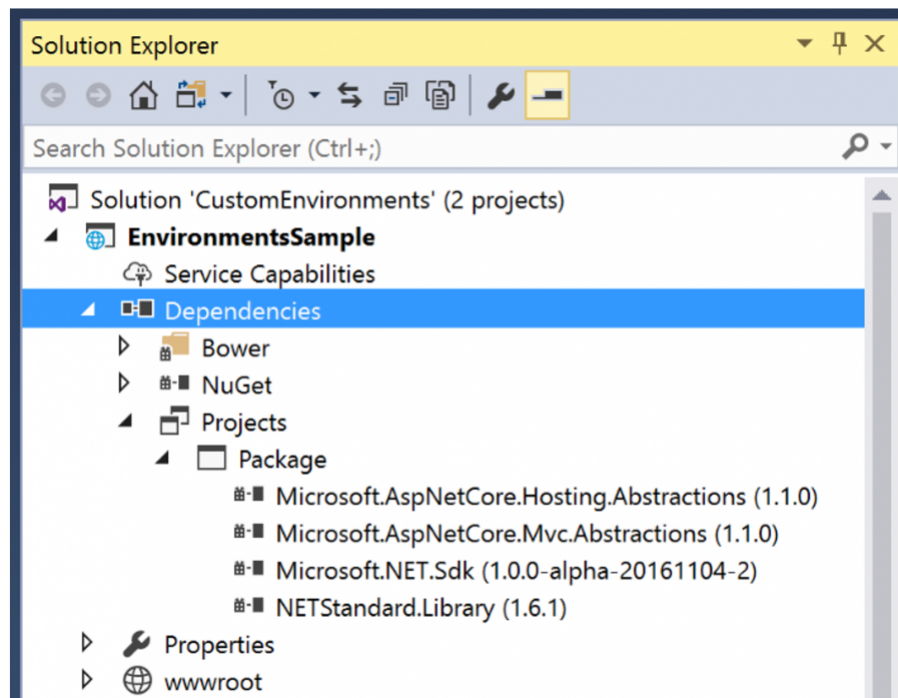 Solution Explorer
Search Solution Explorer (Ctrl+;)
Solution 'CustomEnvironments' (2 projects)
EnvironmentsSample
Service Capabilities
Dependencies
Bower
NuGet
Projects
Package
Microsoft.AspNetCore.Hosting.Abstractions (1.1.0)
Microsoft.AspNetCore.Mvc.Abstractions (1.1.0)
Microsoft.NET.Sdk (1.0.0-alpha-20161104-2)
NETStandard.Library (1.6.1)
Properties
wwwroot